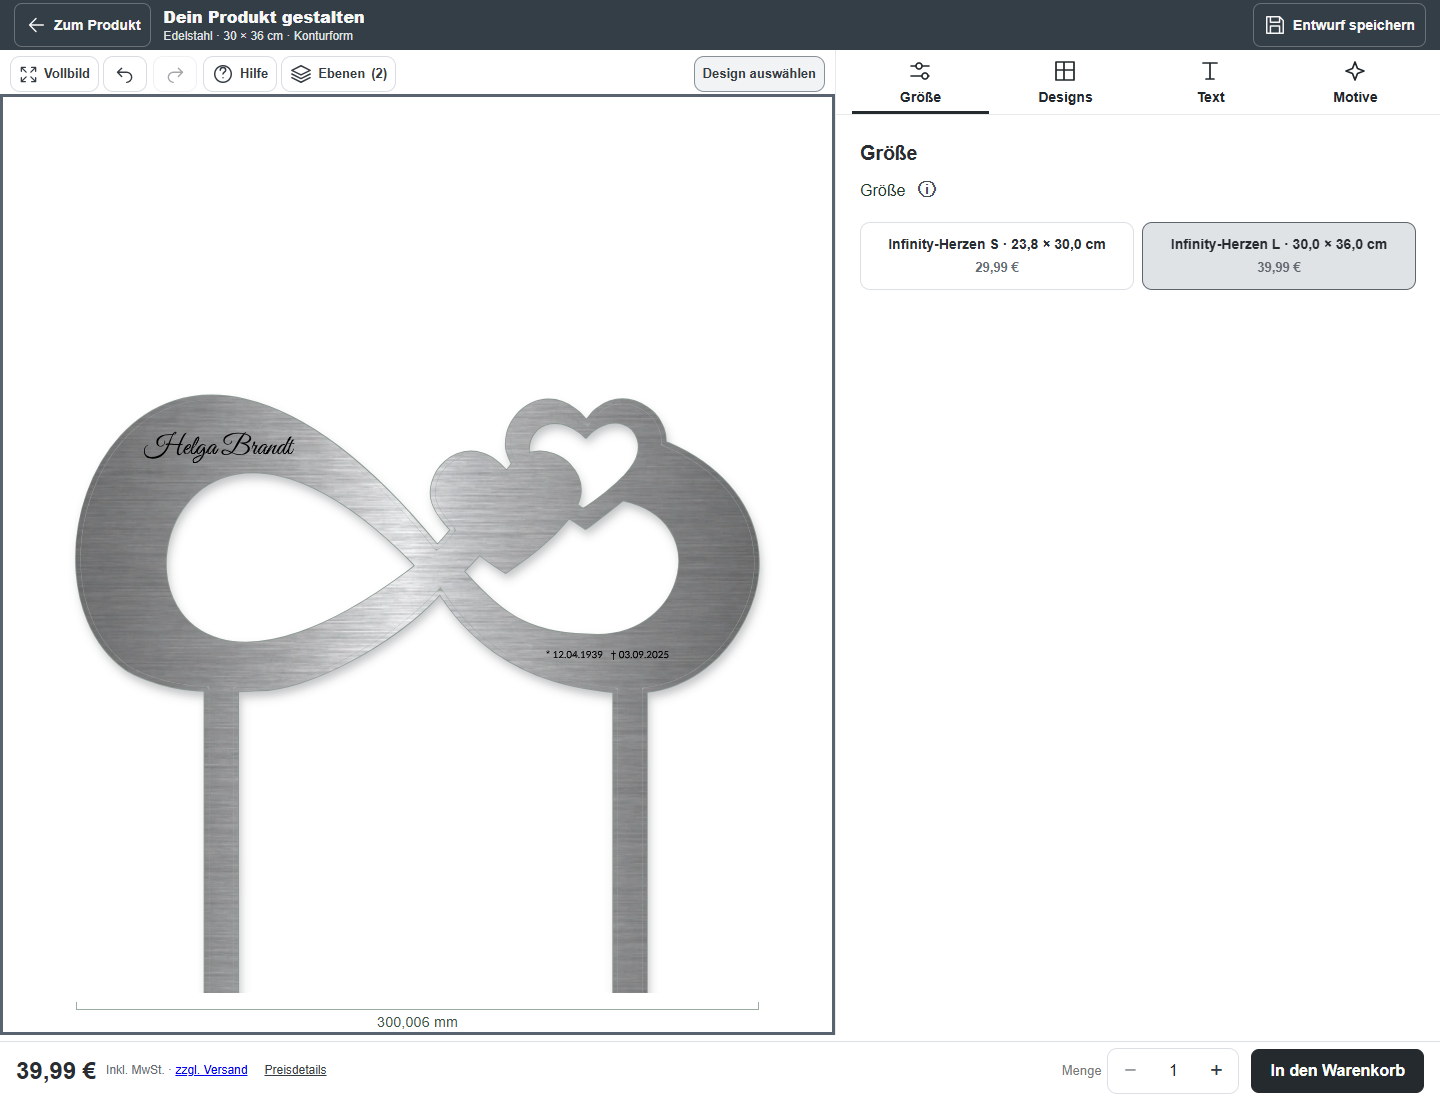 Zum Produkt
Dein Produkt gestalten
Edelstahl · 30 × 36 cm · Konturform
Entwurf speichern
Vollbild
Hilfe
Ebenen (2)
Design auswählen
Größe
Designs
Text
Motive
Größe
Größe
Infinity-Herzen S · 23,8 × 30,0 cm
29,99 €
Infinity-Herzen L · 30,0 × 36,0 cm
39,99 €
Helga Brandt
* 12.04.1939 † 03.09.2025
300,006 mm
39,99 € Inkl. MwSt. · zzgl. Versand Preisdetails
Menge − 1 +
In den Warenkorb